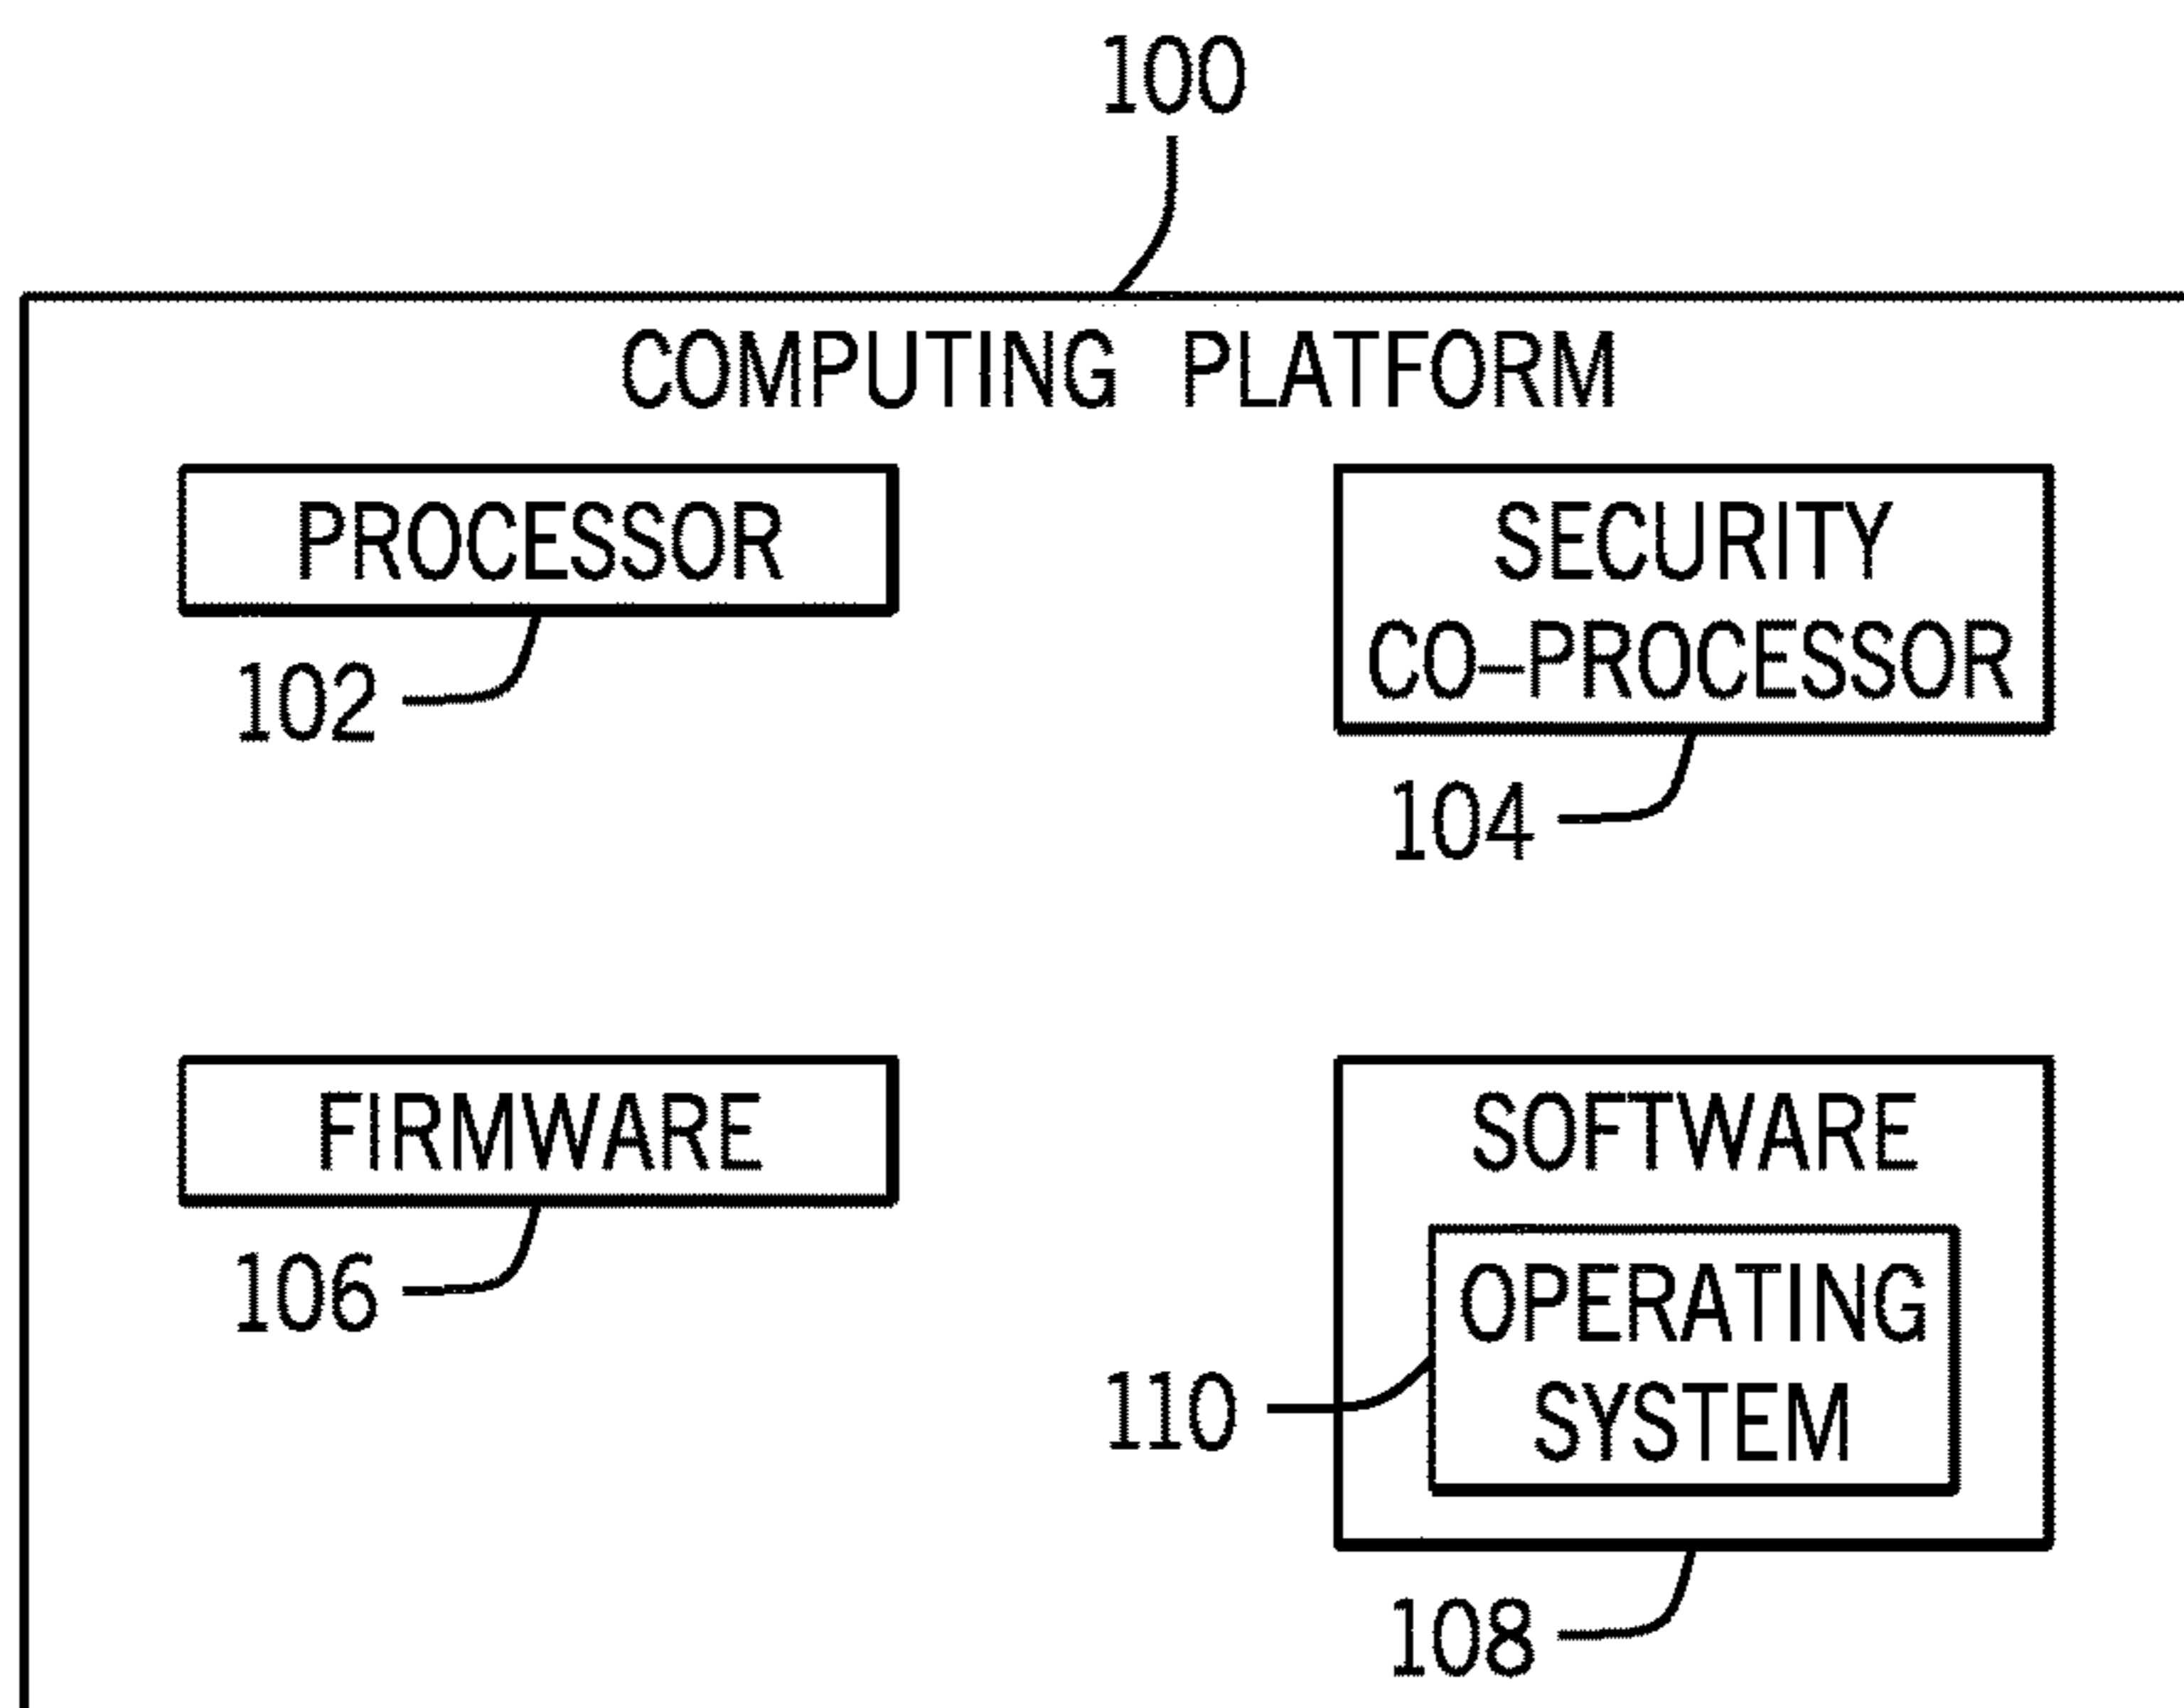 100
COMPUTING PLATFORM
PROCESSOR
102
SECURITY
CO-PROCESSOR
104
FIRMWARE
106
SOFTWARE
OPERATING
SYSTEM
110
108